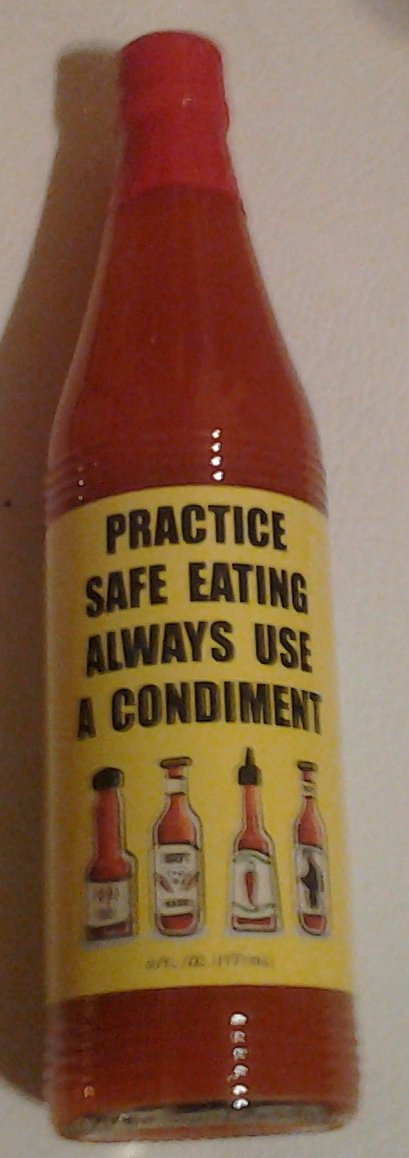 PRACTICE
SAFE EATING
ALWAYS USE
A CONDIMENT